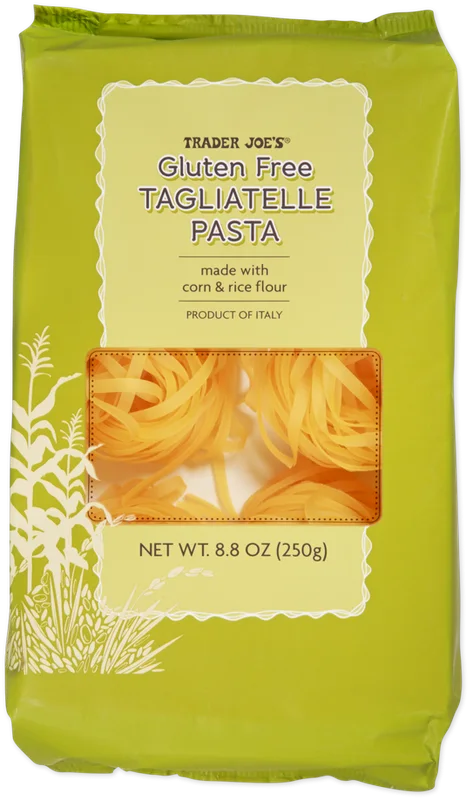 TRADER JOE'S®
Gluten Free
TAGLIATELLE
PASTA
made with
corn & rice flour
PRODUCT OF ITALY
NET WT. 8.8 OZ (250g)